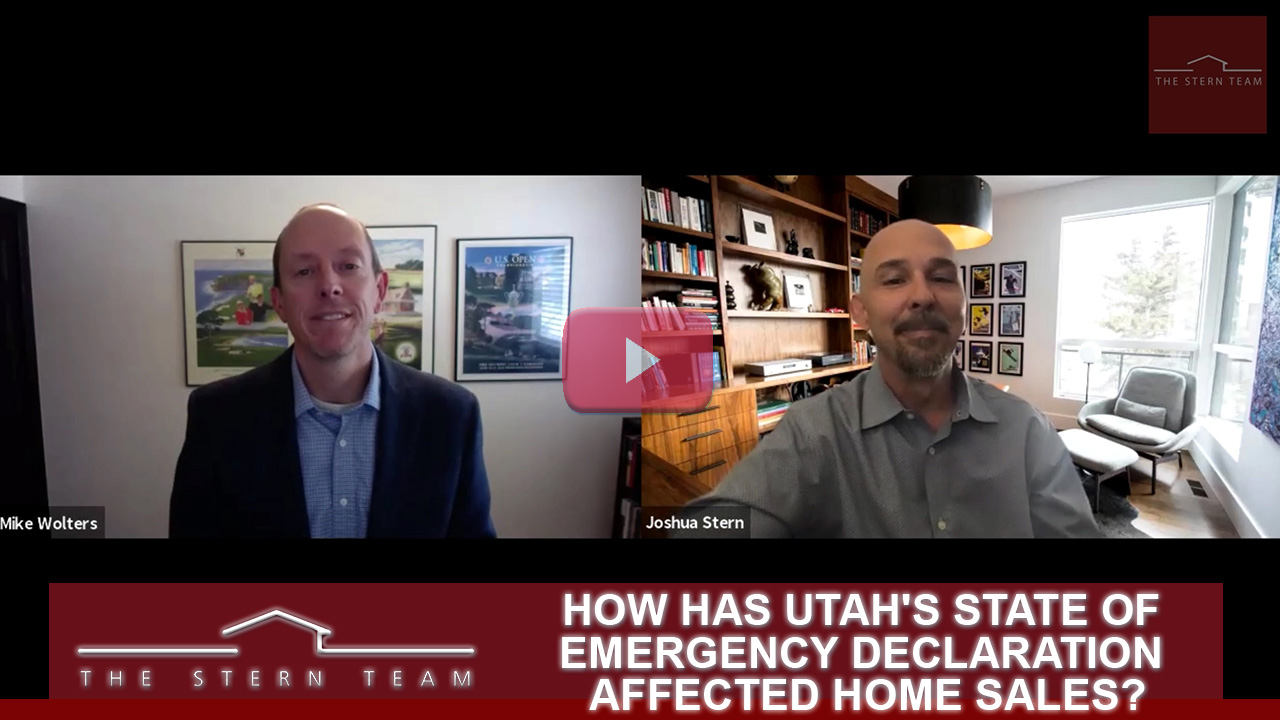 THE STERN TEAM
U.S. OPEN
Mike Wolters
Joshua Stern
THE STERN TEAM
HOW HAS UTAH'S STATE OF
EMERGENCY DECLARATION
AFFECTED HOME SALES?